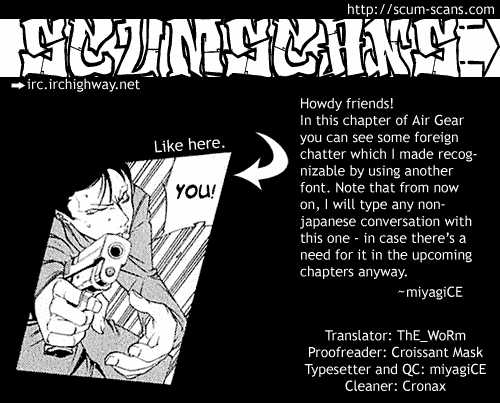 http://scum-scans.com
SCUMSCANS
irc.irchighway.net
Howdy friends!
In this chapter of Air Gear
you can see some foreign
chatter which I made recog-
nizable by using another
font. Note that from now
on, I will type any non-
japanese conversation with
this one - in case there's a
need for it in the upcoming
chapters anyway.
~miyagiCE
Like here.
YOU!
Translator: ThE_WoRm
Proofreader: Croissant Mask
Typesetter and QC: miyagiCE
Cleaner: Cronax